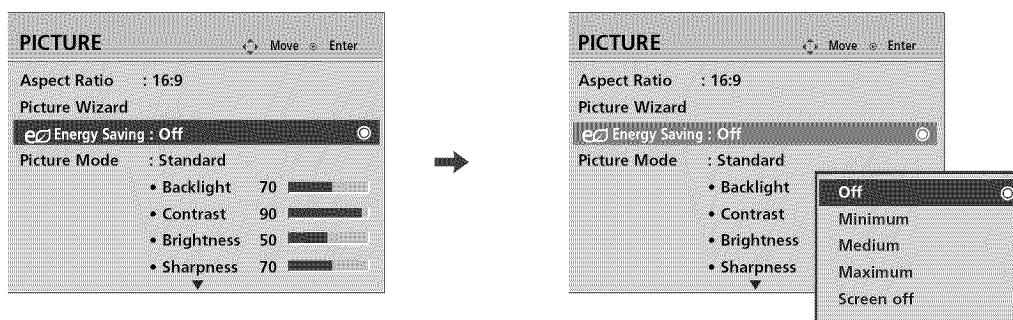 PICTURE
Move Enter
Aspect Ratio : 16:9
Picture Wizard
Energy Saving : Off
Picture Mode : Standard
• Backlight 70
• Contrast 90
• Brightness 50
• Sharpness 70
PICTURE
Move Enter
Aspect Ratio : 16:9
Picture Wizard
Energy Saving : Off
Picture Mode : Standard
• Backlight
• Contrast
• Brightness
• Sharpness
Off
Minimum
Medium
Maximum
Screen off